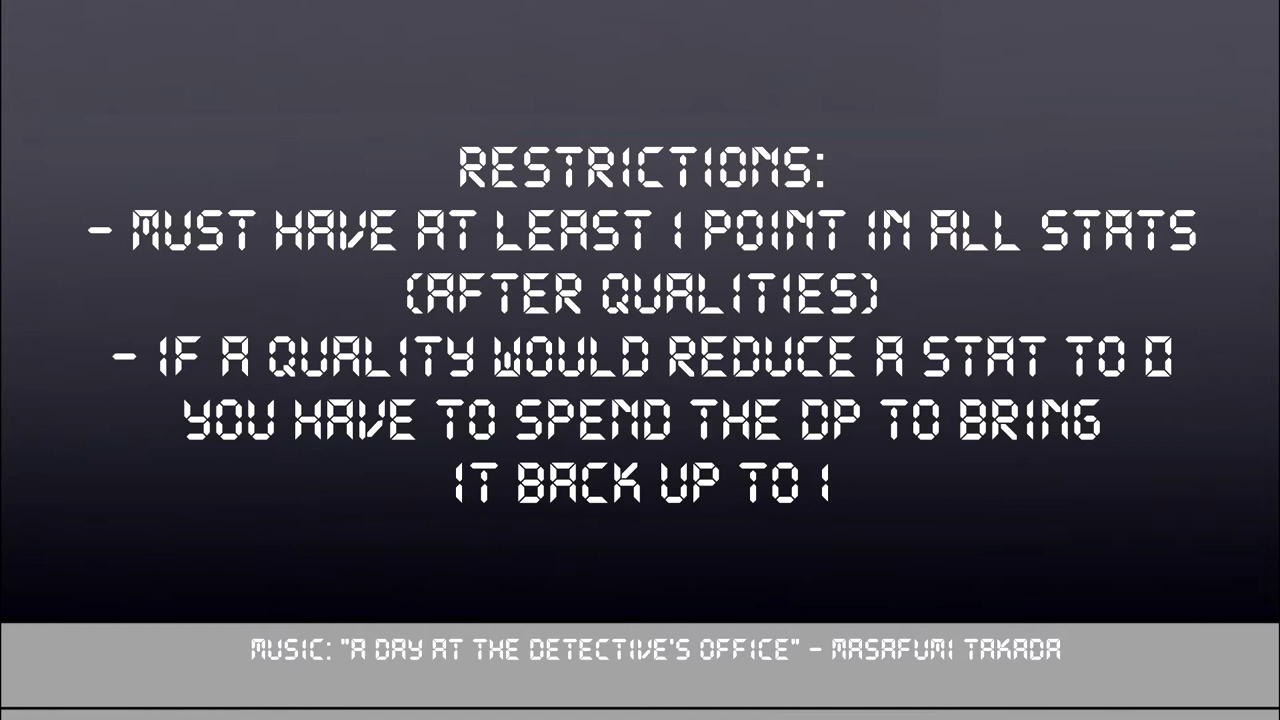 RESTRICTIONS:
- MUST HAVE AT LEAST 1 POINT IN ALL STATS
(AFTER QUALITIES)
- IF A QUALITY WOULD REDUCE A STAT TO 0
YOU HAVE TO SPEND THE DP TO BRING
IT BACK UP TO 1
MUSIC: "A DAY AT THE DETECTIVE'S OFFICE" - MASAFUMI TAKADA